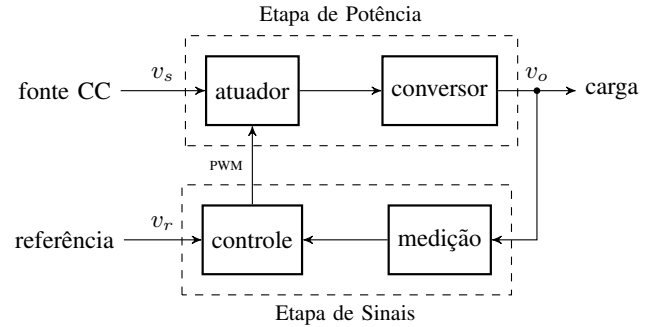 Etapa de Potência
fonte CC
v_s
atuador
conversor
v_o
carga
PWM
referência
v_r
controle
medição
Etapa de Sinais